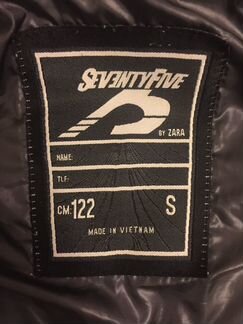 SEVENTYFIVE
BY ZARA
NAME:
TLF:
CM: 122 S
MADE IN VIETNAM